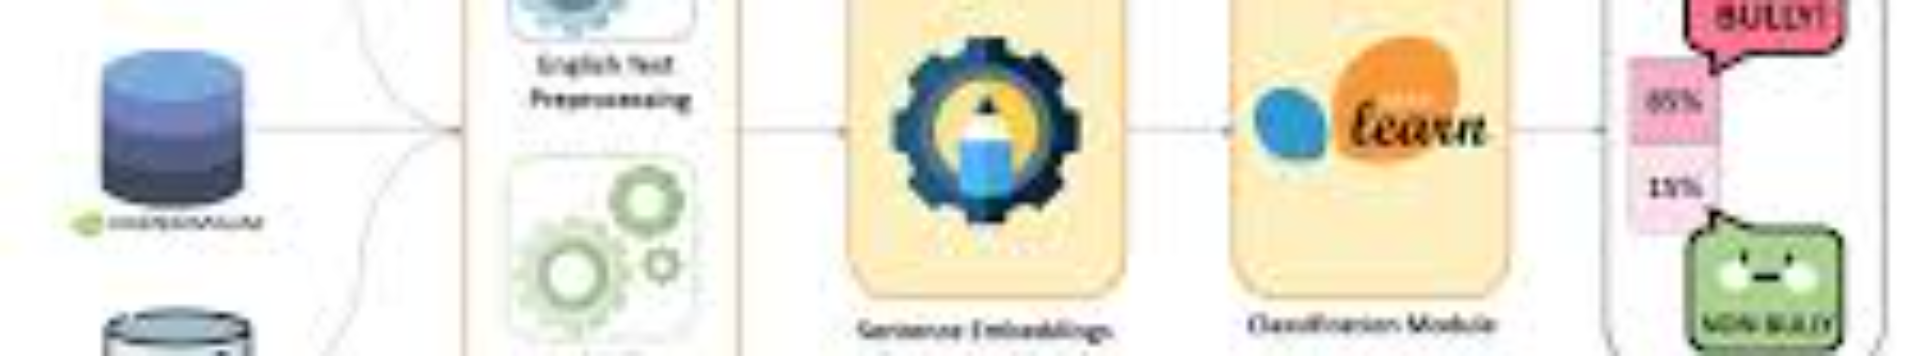 BULLY!
English Text
Preprocessing
85%
learn
15%
NON BULLY
Sentence Embeddings
Classification Module